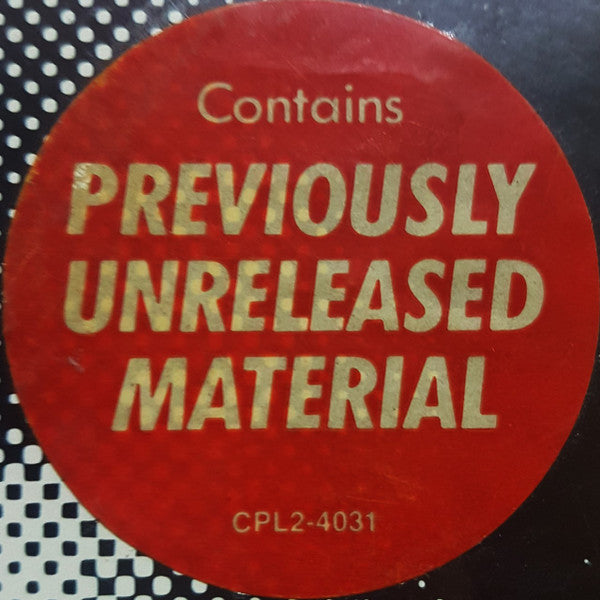 Contains
PREVIOUSLY
UNRELEASED
MATERIAL
CPL2-4031